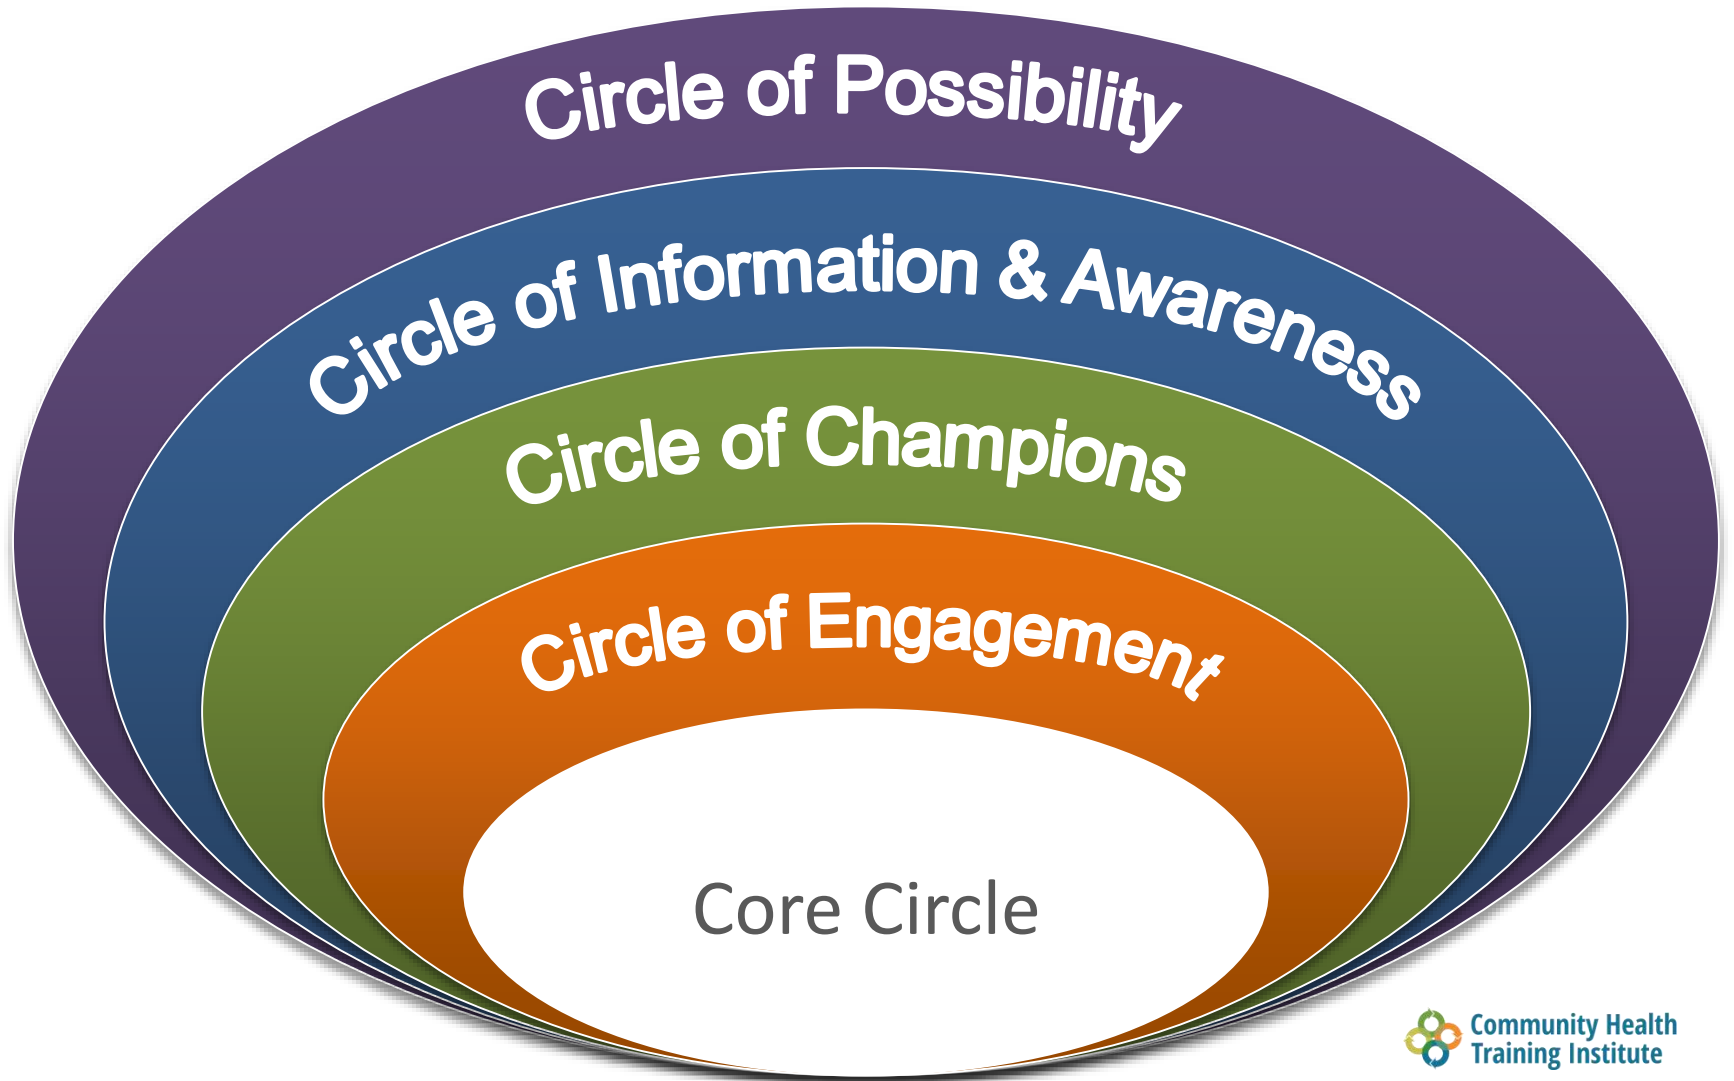 Circle of Possibility
Circle of Information & Awareness
Circle of Champions
Circle of Engagement
Core Circle
Community Health
Training Institute